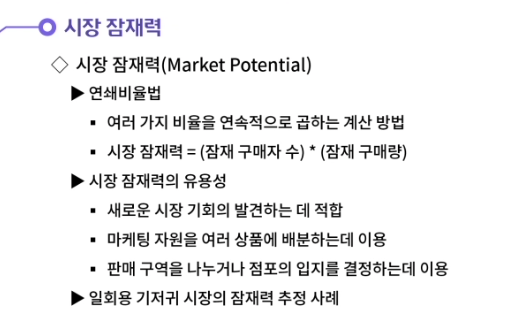 시장 잠재력
◇ 시장 잠재력(Market Potential)
▶ 연쇄비율법
▪ 여러 가지 비율을 연속적으로 곱하는 계산 방법
▪ 시장 잠재력 = (잠재 구매자 수) * (잠재 구매량)
▶ 시장 잠재력의 유용성
▪ 새로운 시장 기회의 발견하는 데 적합
▪ 마케팅 자원을 여러 상품에 배분하는데 이용
▪ 판매 구역을 나누거나 점포의 입지를 결정하는데 이용
▶ 일회용 기저귀 시장의 잠재력 추정 사례